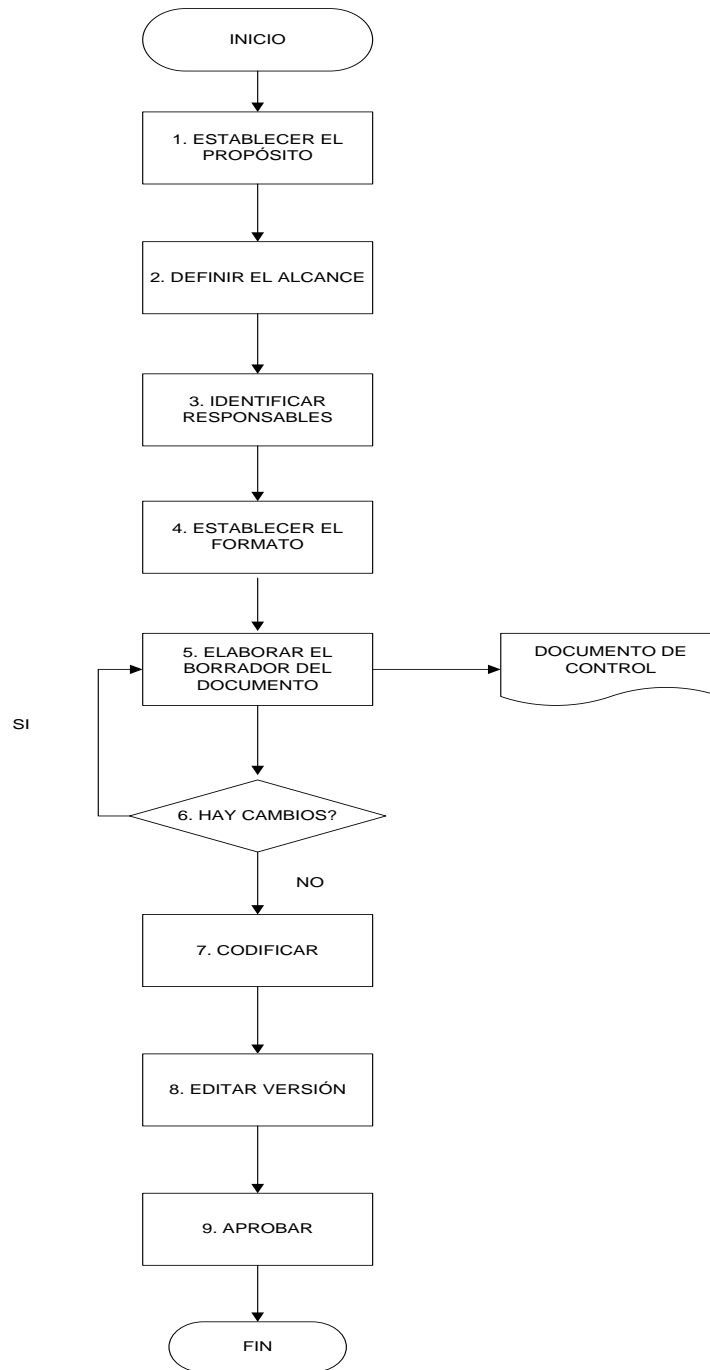 INICIO
1. ESTABLECER EL
PROPÓSITO
2. DEFINIR EL ALCANCE
3. IDENTIFICAR
RESPONSABLES
4. ESTABLECER EL
FORMATO
5. ELABORAR EL
BORRADOR DEL
DOCUMENTO
DOCUMENTO DE
CONTROL
SI
6. HAY CAMBIOS?
NO
7. CODIFICAR
8. EDITAR VERSIÓN
9. APROBAR
FIN